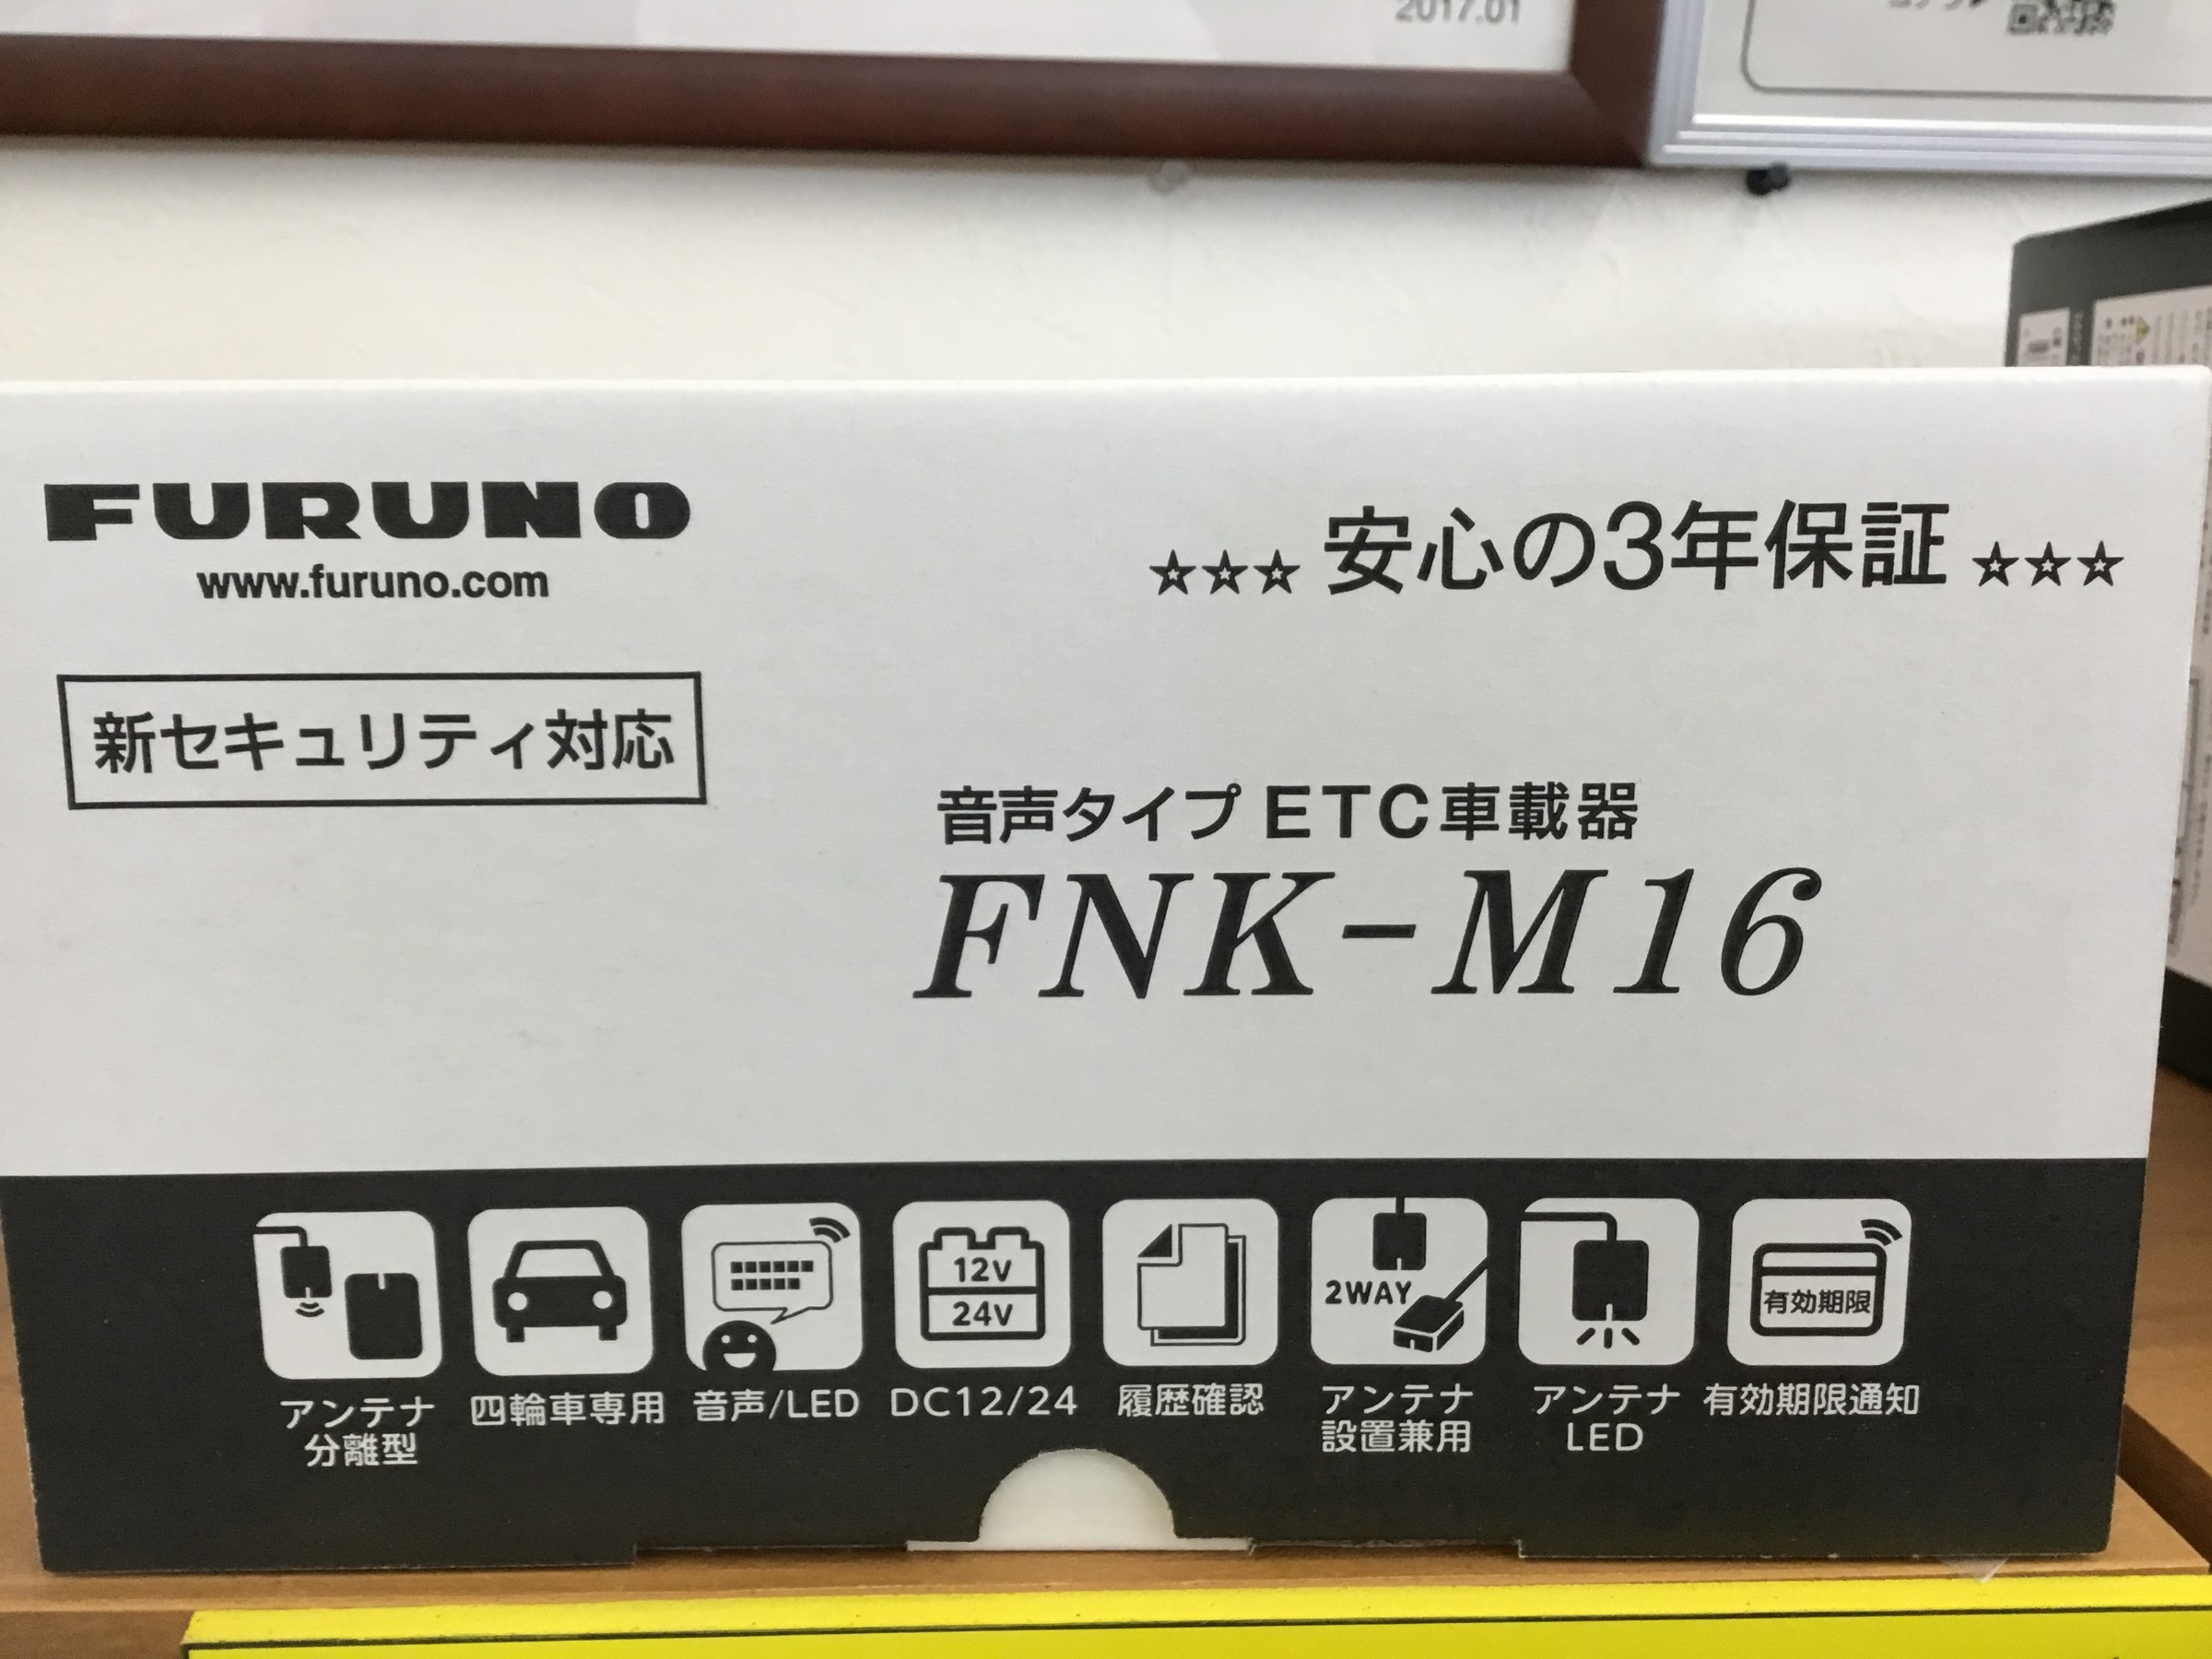 2017.01
FURUNO
www.furuno.com
☆☆☆ 安心の3年保証 ☆☆☆
新セキュリティ対応
音声タイプETC車載器
FNK-M16
12V
24V
2WAY
有効期限
アンテナ
分離型
四輪車専用
音声/LED
DC12/24
履歴確認
アンテナ
設置兼用
アンテナ
LED
有効期限通知